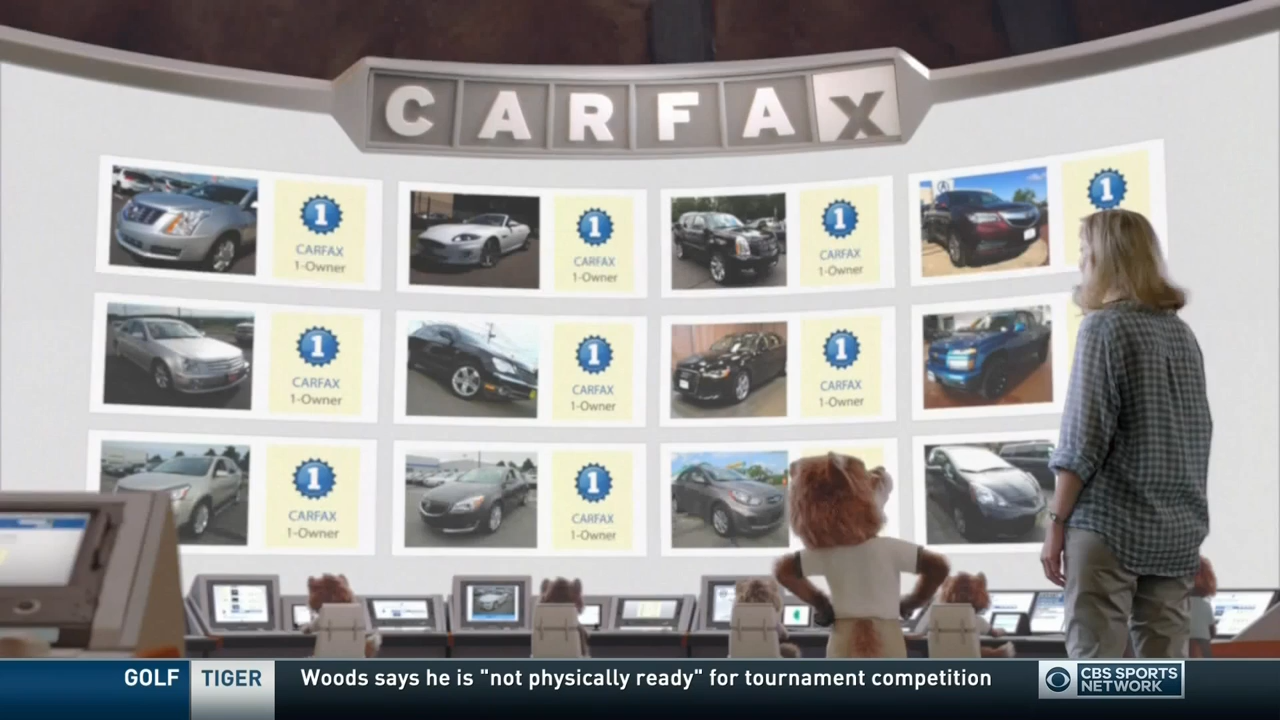 CARFAX
1
CARFAX
1-Owner
1
CARFAX
1-Owner
1
CARFAX
1-Owner
1
1
CARFAX
1-Owner
1
CARFAX
1-Owner
1
CARFAX
1-Owner
1
CARFAX
1-Owner
1
CARFAX
1-Owner
GOLF
TIGER
Woods says he is "not physically ready" for tournament competition
CBS SPORTS
NETWORK